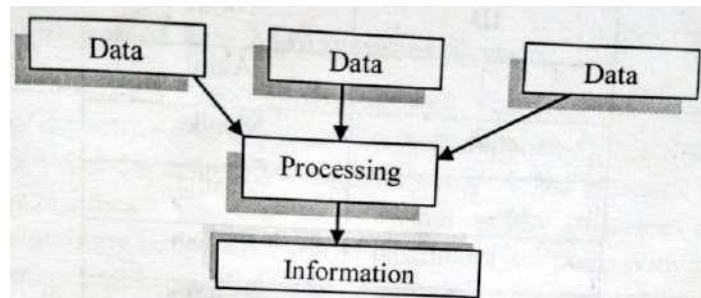 Data
Data
Data
Processing
Information